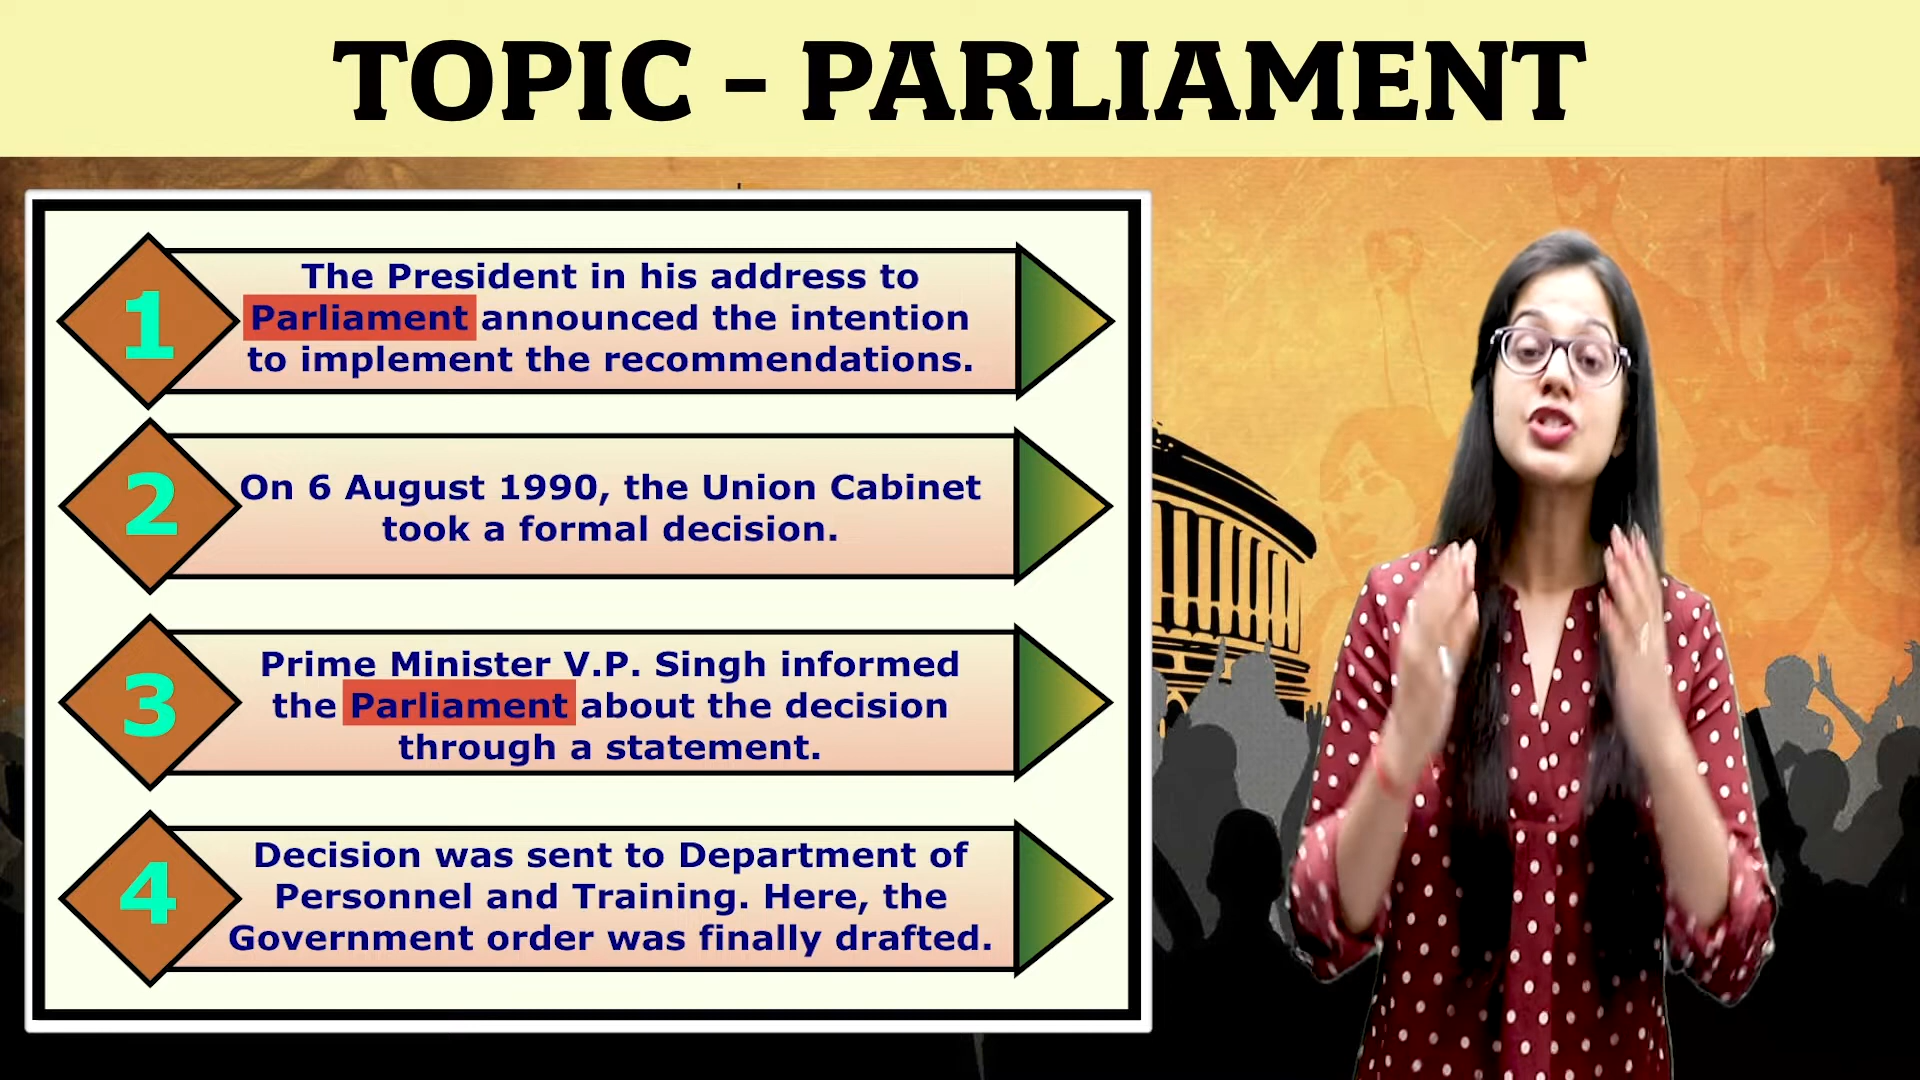 TOPIC - PARLIAMENT
1
The President in his address to
Parliament announced the intention
to implement the recommendations.
2
On 6 August 1990, the Union Cabinet
took a formal decision.
3
Prime Minister V.P. Singh informed
the Parliament about the decision
through a statement.
4
Decision was sent to Department of
Personnel and Training. Here, the
Government order was finally drafted.